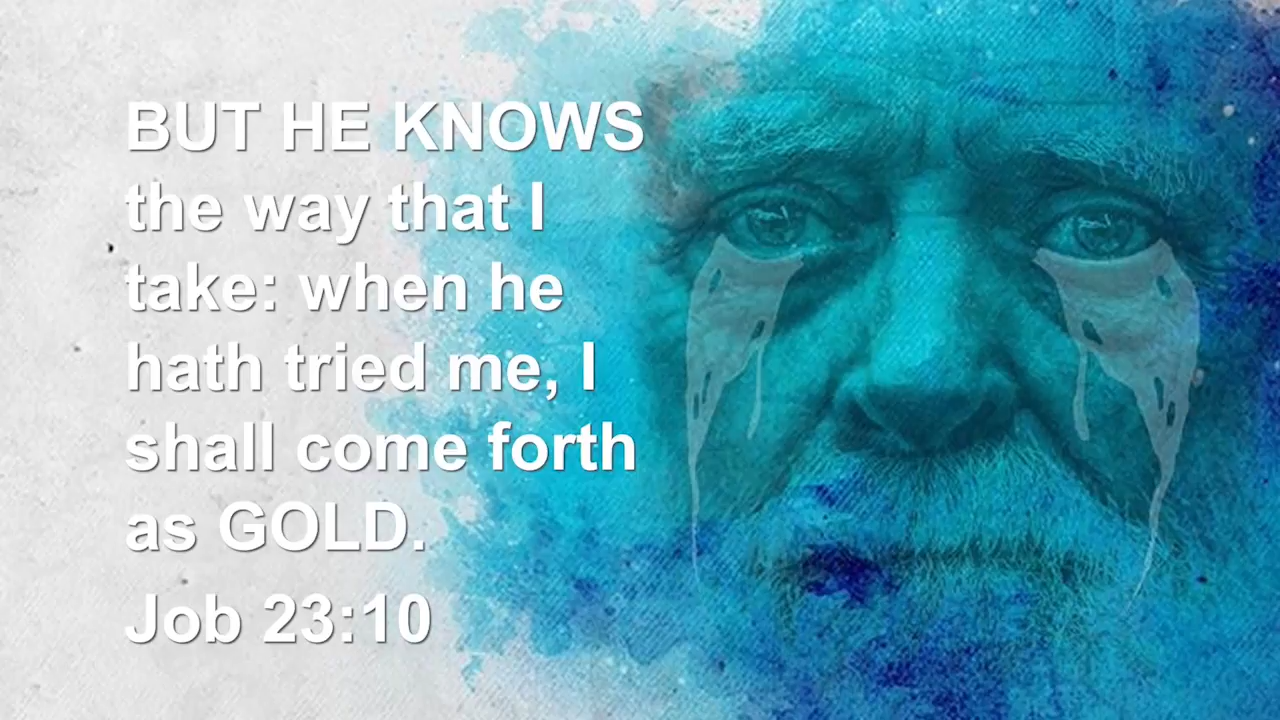 BUT HE KNOWS
the way that I
take: when he
hath tried me, I
shall come forth
as GOLD.
Job 23:10